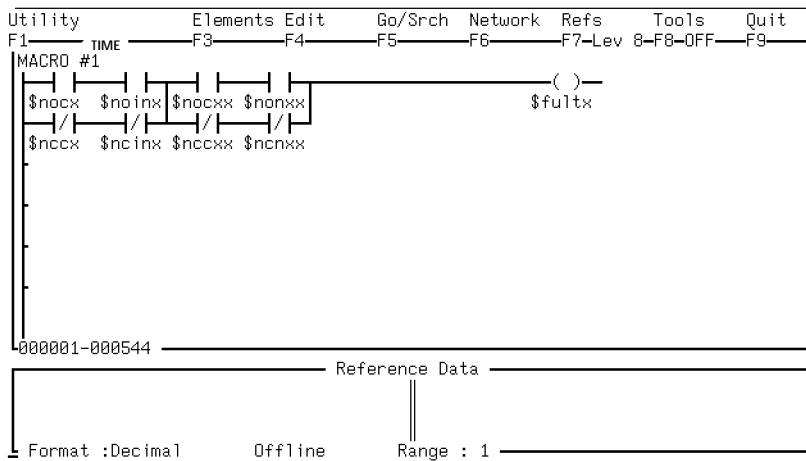 Utility Elements Edit Go/Srch Network Refs Tools Quit
F1 TIME F3 F4 F5 F6 F7-Lev 8-F8-OFF F9
MACRO #1
( )
$nocx $noinx $nocxx $nonxx $fultx
/ / / /
$nccx $ncinx $nccxx $ncnxx
000001-000544
Reference Data
Format :Decimal Offline Range : 1